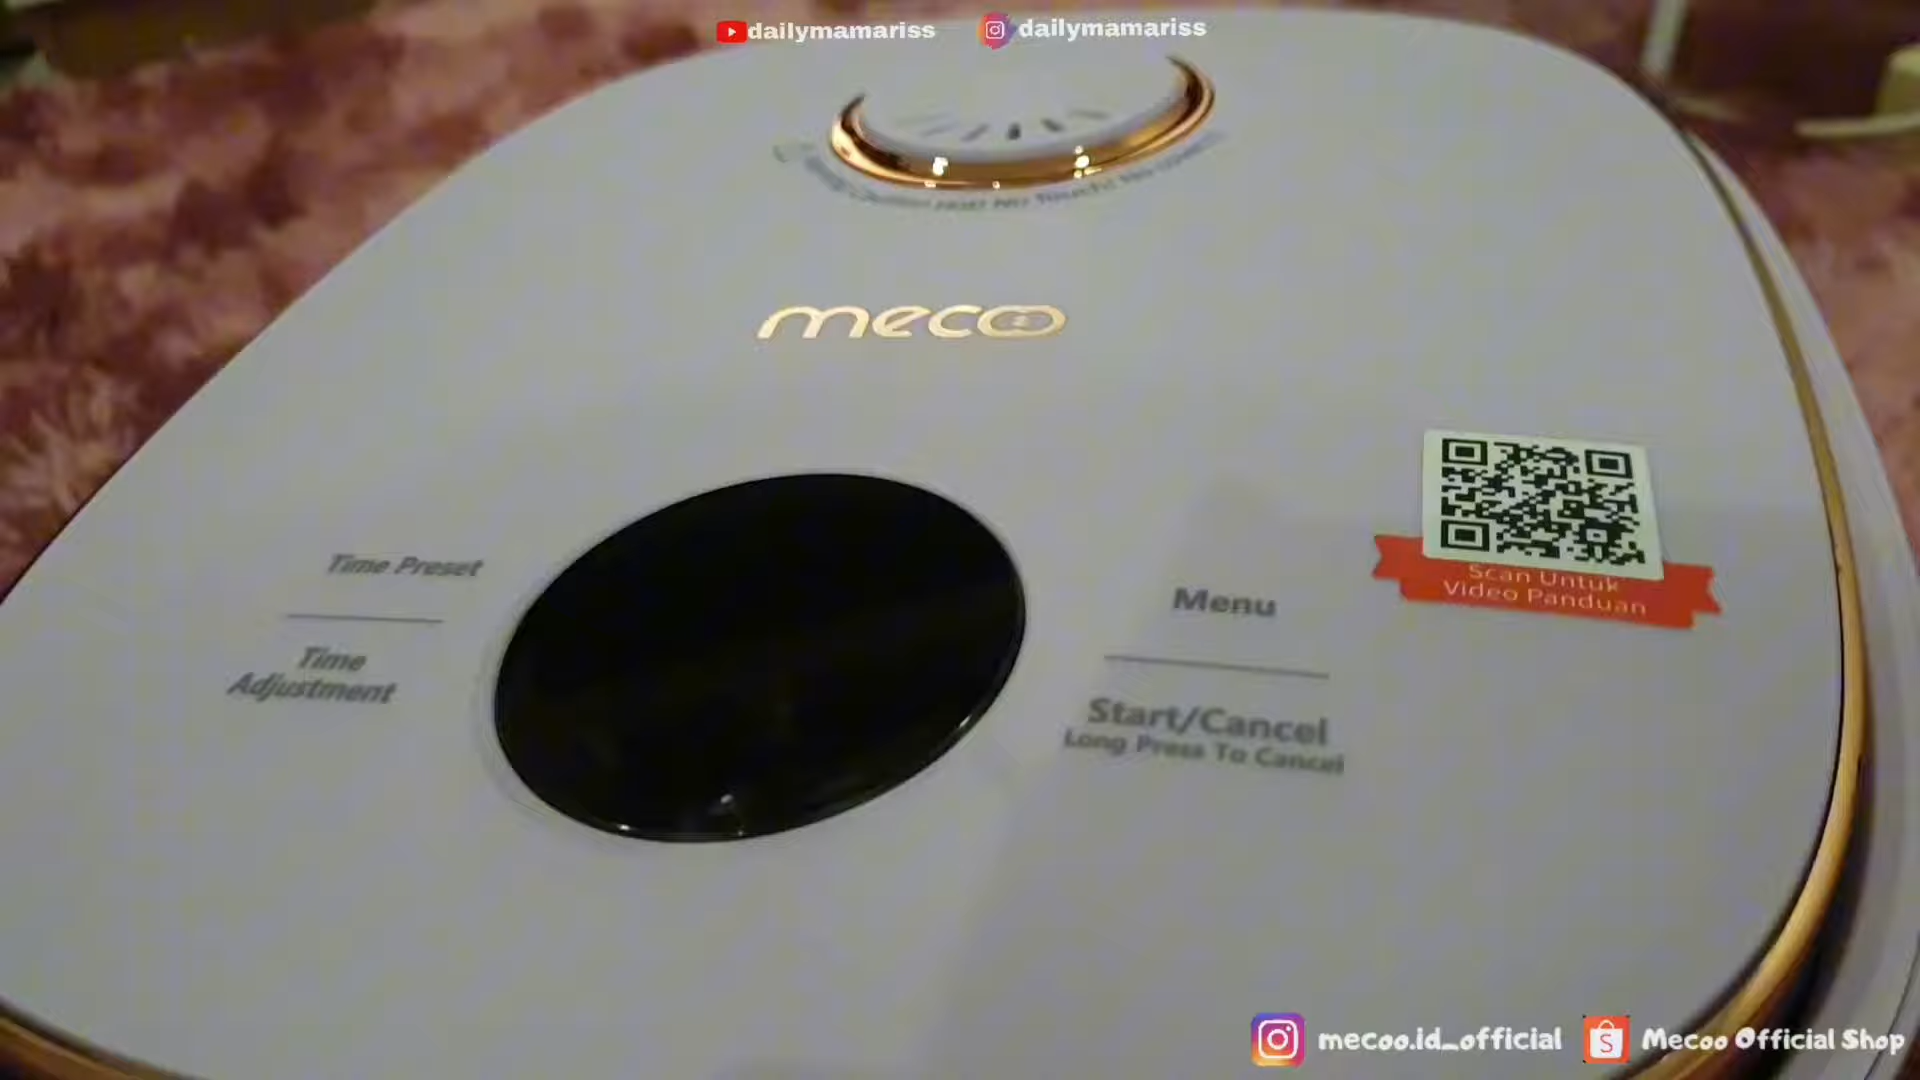 dailymamariss
dailymamariss
mecoo
Time Preset
Time
Adjustment
Menu
Start/Cancel
Long Press To Cancel
Scan Untuk
Video Panduan
mecoo.id_official
Mecoo Official Shop